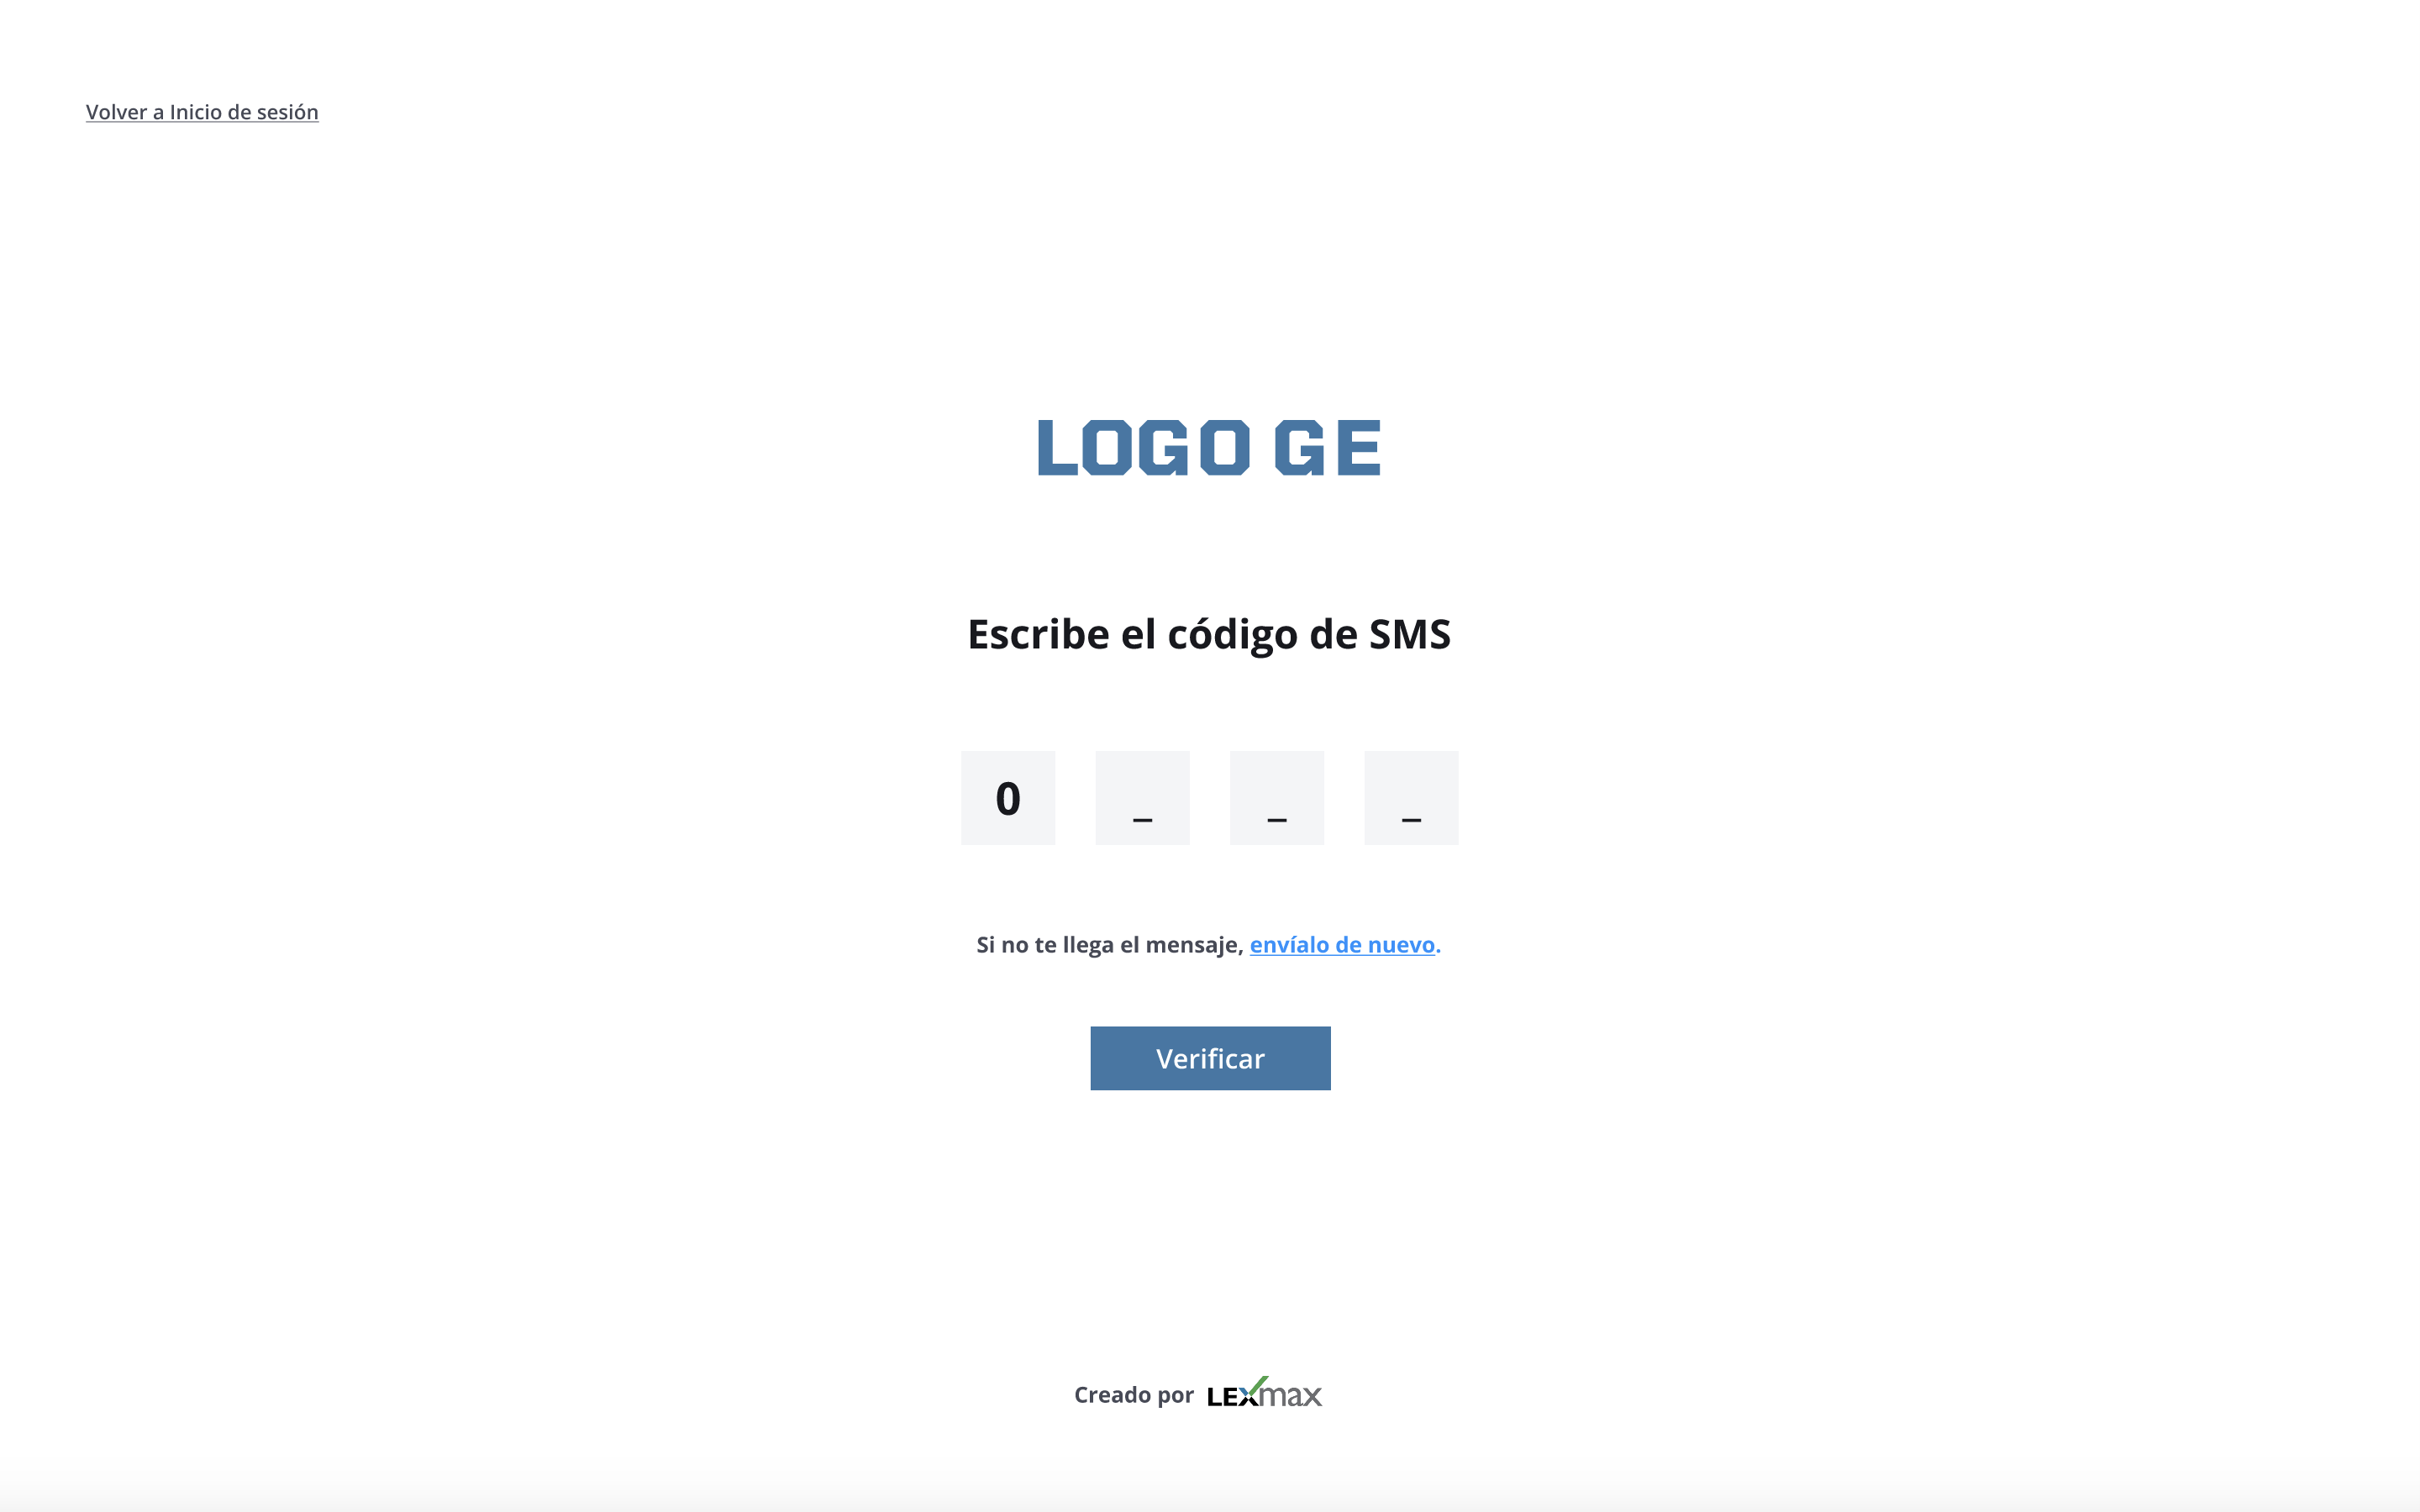 Volver a Inicio de sesión
LOGO GE
Escribe el código de SMS
0 _ _ _
Si no te llega el mensaje, envíalo de nuevo.
Verificar
Creado por LEXmax